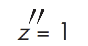 z'' = 1